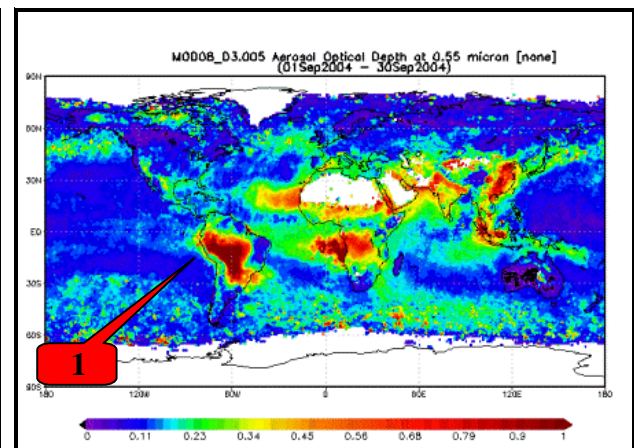 MOD08_D3.005 Aerosol Optical Depth at 0.55 micron [none]
(01Sep2004 - 30Sep2004)
90N
60N
30N
EQ
30S
60S
90S
1
180 120W 60W 0 60E 120E 180
0 0.11 0.23 0.34 0.45 0.56 0.68 0.79 0.9